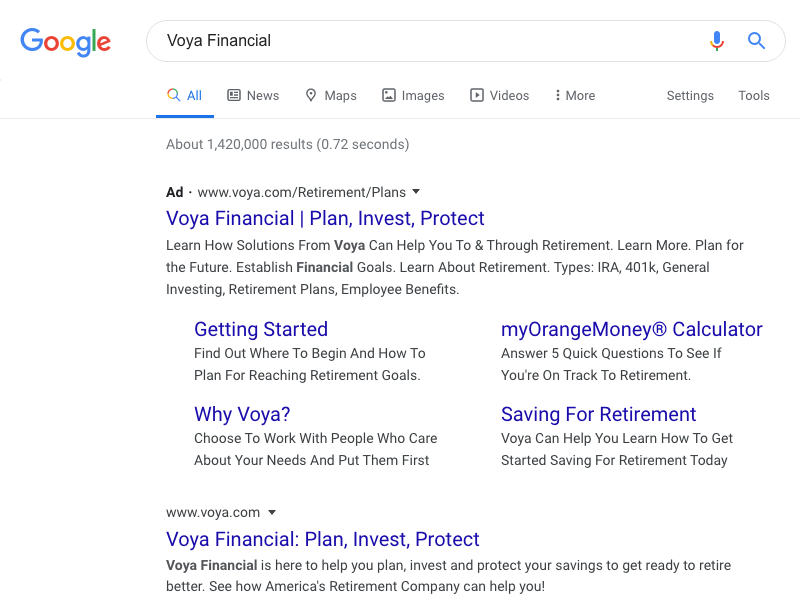 Google
Voya Financial
All News Maps Images Videos More Settings Tools
About 1,420,000 results (0.72 seconds)
Ad · www.voya.com/Retirement/Plans
Voya Financial | Plan, Invest, Protect
Learn How Solutions From Voya Can Help You To & Through Retirement. Learn More. Plan for
the Future. Establish Financial Goals. Learn About Retirement. Types: IRA, 401k, General
Investing, Retirement Plans, Employee Benefits.
Getting Started
Find Out Where To Begin And How To
Plan For Reaching Retirement Goals.
myOrangeMoney® Calculator
Answer 5 Quick Questions To See If
You're On Track To Retirement.
Why Voya?
Choose To Work With People Who Care
About Your Needs And Put Them First
Saving For Retirement
Voya Can Help You Learn How To Get
Started Saving For Retirement Today
www.voya.com
Voya Financial: Plan, Invest, Protect
Voya Financial is here to help you plan, invest and protect your savings to get ready to retire
better. See how America's Retirement Company can help you!